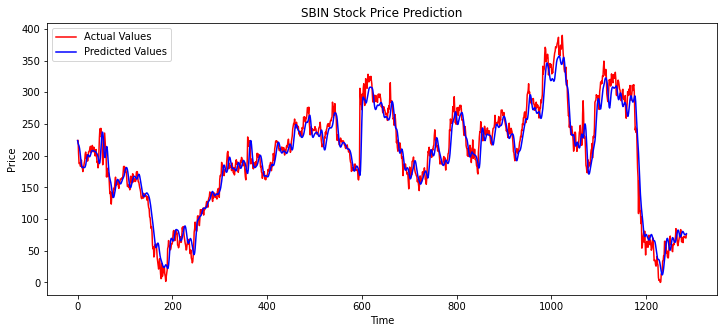 SBIN Stock Price Prediction
Actual Values
Predicted Values
400
350
300
250
200
150
100
50
0
Price
0 200 400 600 800 1000 1200
Time